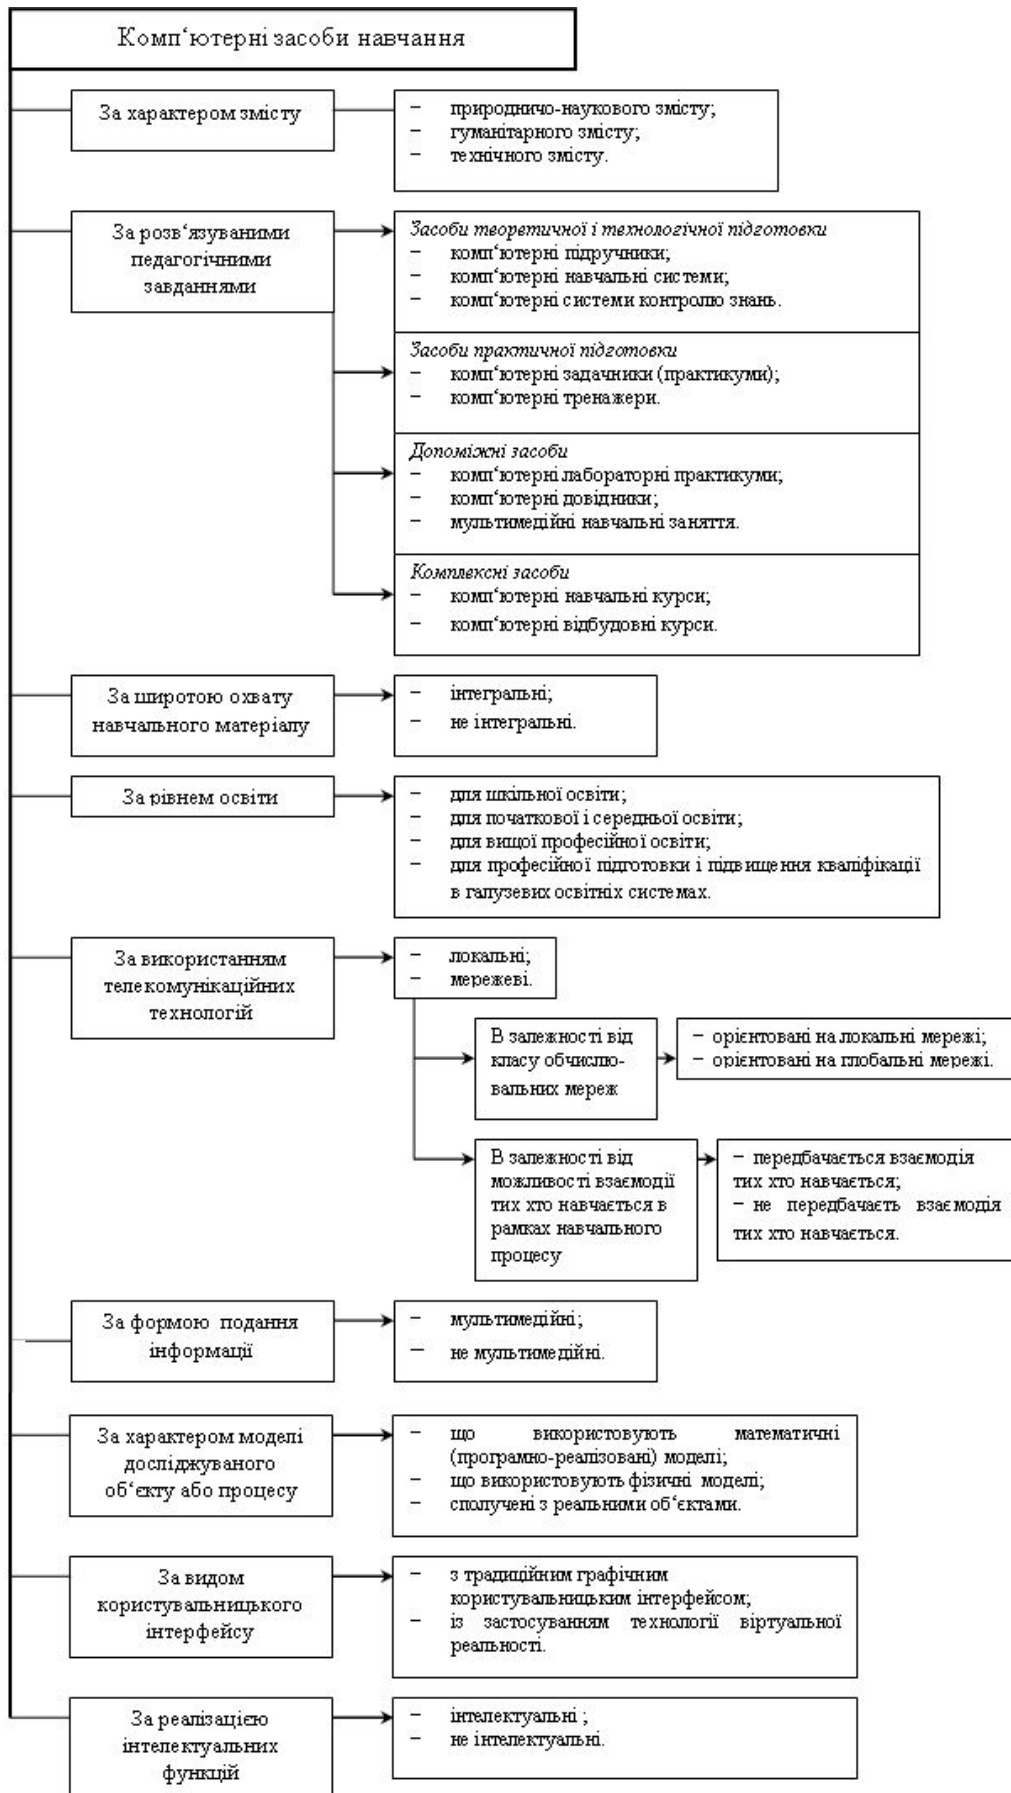 Комп‘ютерні засоби навчання
За характером змісту
− природничо-наукового змісту;
− гуманітарного змісту;
− технічного змісту.
За розв‘язуваними
педагогічними
завданнями
Засоби теоретичної і технологічної підготовки
− комп‘ютерні підручники;
− комп‘ютерні навчальні системи;
− комп‘ютерні системи контролю знань.
Засоби практичної підготовки
− комп‘ютерні задачники (практикуми);
− комп‘ютерні тренажери.
Допоміжні засоби
− комп‘ютерні лабораторні практикуми;
− комп‘ютерні довідники;
− мультимедійні навчальні заняття.
Комплексні засоби
− комп‘ютерні навчальні курси;
− комп‘ютерні відбудовні курси.
За широтою охвату
навчального матеріалу
− інтегральні;
− не інтегральні.
За рівнем освіти
− для шкільної освіти;
− для початкової і середньої освіти;
− для вищої професійної освіти;
− для професійної підготовки і підвищення кваліфікації
в галузевих освітніх системах.
За використанням
телекомунікаційних
технологій
− локальні;
− мережеві.
В залежності від
класу обчислю-
вальних мереж
− орієнтовані на локальні мережі;
− орієнтовані на глобальні мережі.
В залежності від
можливості взаємодії
тих хто навчається в
рамках навчального
процесу
− передбачається взаємодія
тих хто навчається;
− не передбачаєть взаємодія
тих хто навчається.
За формою подання
інформації
− мультимедійні;
− не мультимедійні.
За характером моделі
досліджуваного
об‘єкту або процесу
− що використовують математичні
(програмно-реалізовані) моделі;
− що використовують фізичні моделі;
− сполучені з реальними об‘єктами.
За видом
користувальницького
інтерфейсу
− з традиційним графічним
користувальницьким інтерфейсом;
− із застосуванням технології віртуальної
реальності.
За реалізацією
інтелектуальних
функцій
− інтелектуальні ;
− не інтелектуальні.